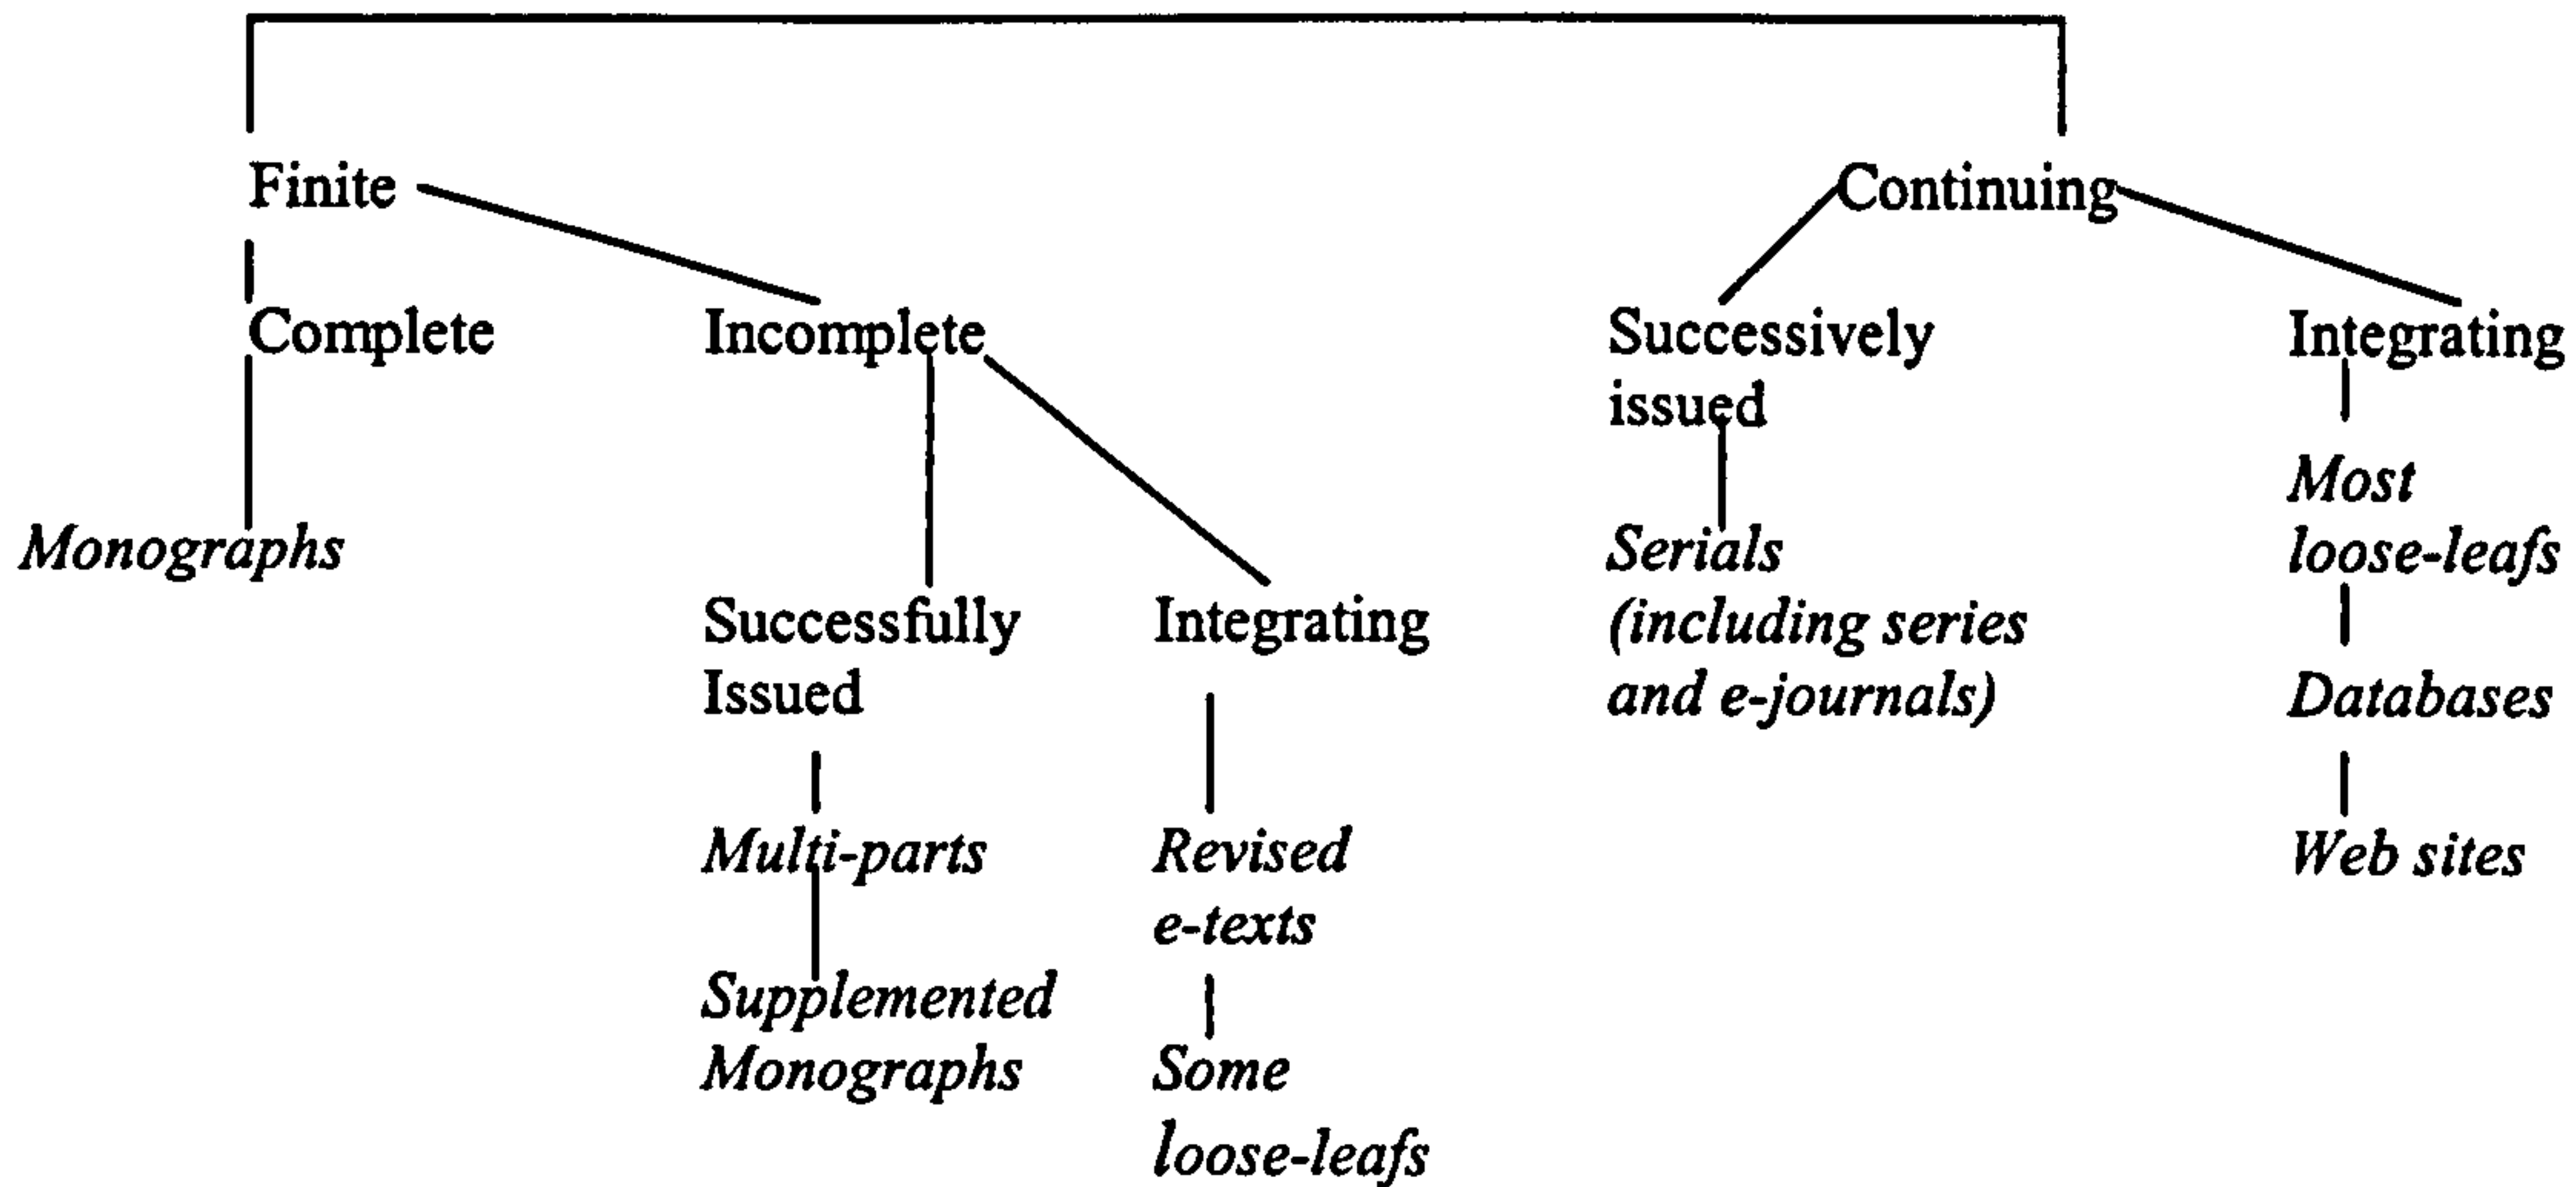 Finite
Continuing
Complete
Incomplete
Successively
issued
Integrating
Monographs
Successfully
Issued
Integrating
Serials
(including series
and e-journals)
Most
loose-leafs
Databases
Web sites
Multi-parts
Supplemented
Monographs
Revised
e-texts
Some
loose-leafs